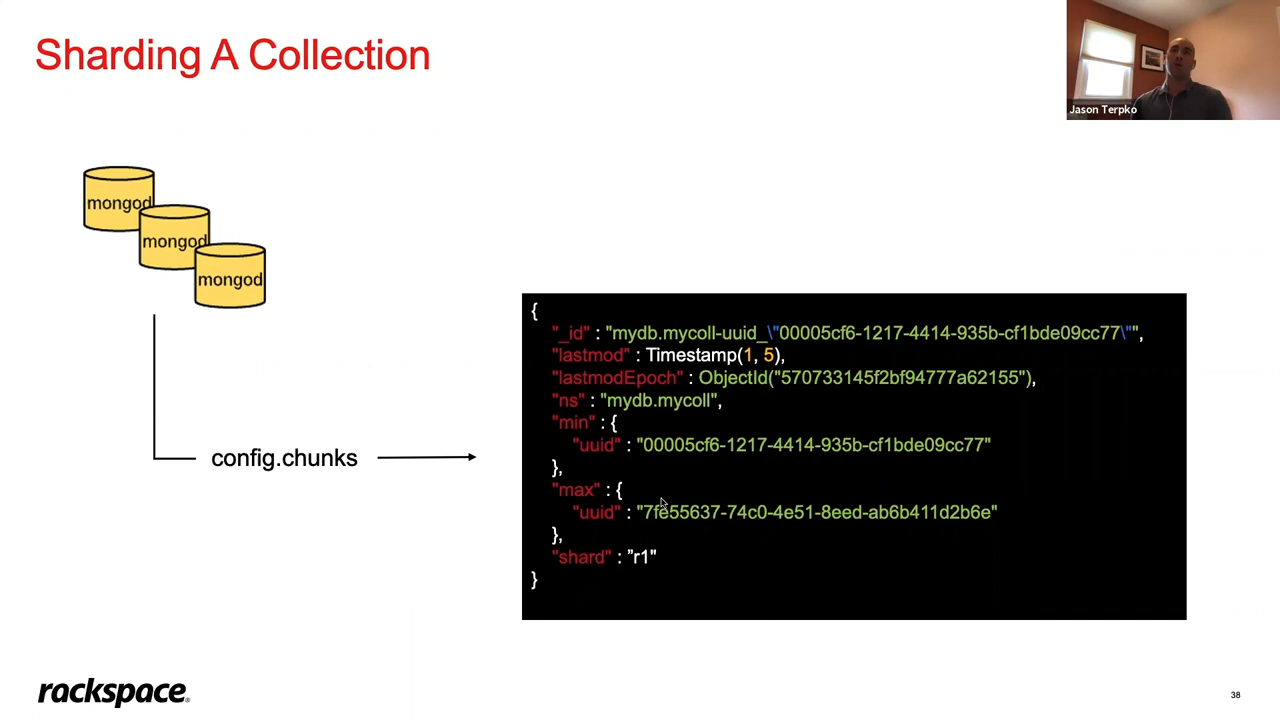 Sharding A Collection
Jason Terpko
mongod
mongod
mongod
{
"_id" : "mydb.mycoll-uuid_\"00005cf6-1217-4414-935b-cf1bde09cc77\"",
"lastmod" : Timestamp(1, 5),
"lastmodEpoch" : ObjectId("570733145f2bf94777a62155"),
"ns" : "mydb.mycoll",
"min" : {
"uuid" : "00005cf6-1217-4414-935b-cf1bde09cc77"
},
"max" : {
"uuid" : "7fe55637-74c0-4e51-8eed-ab6b411d2b6e"
},
"shard" : ”r1"
}
config.chunks
rackspace®
38